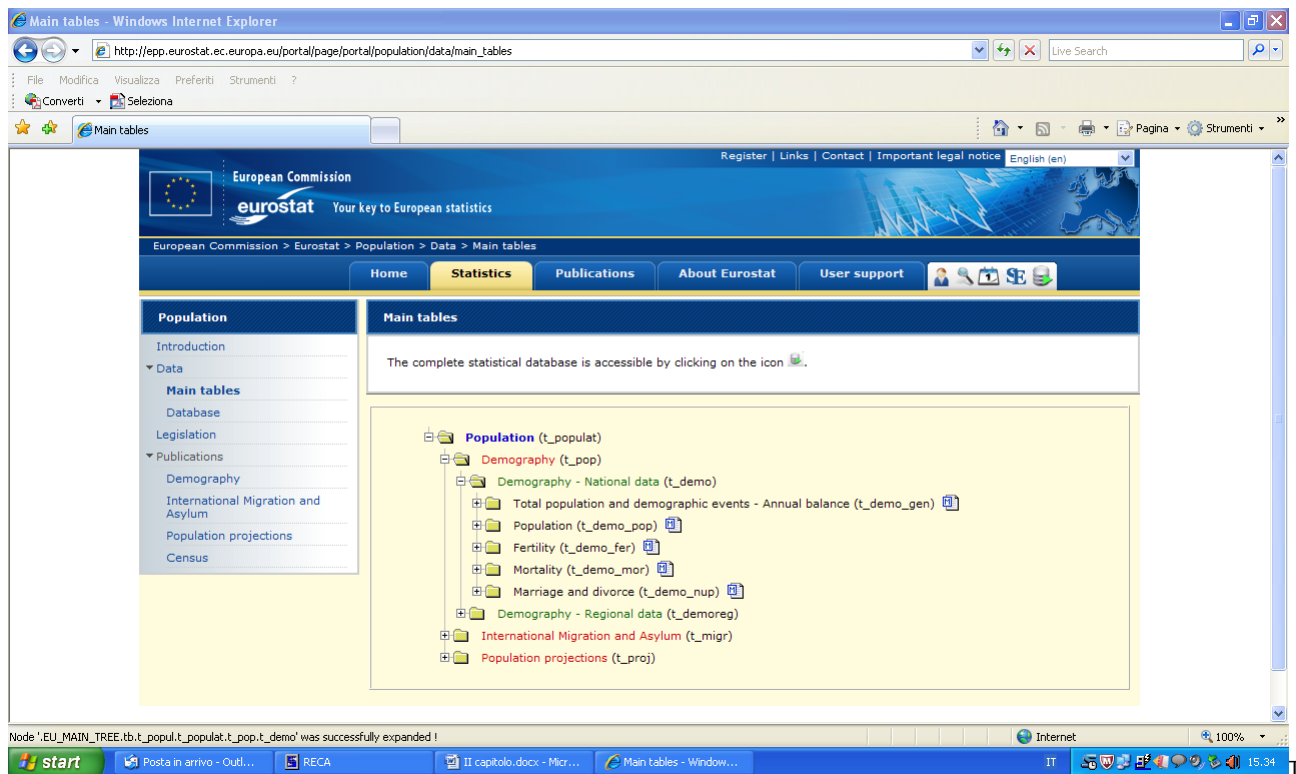 Main tables - Windows Internet Explorer
http://epp.eurostat.ec.europa.eu/portal/page/portal/population/data/main_tables
Live Search
File Modifica Visualizza Preferiti Strumenti ?
Converti Seleziona
Main tables
Pagina Strumenti
Register | Links | Contact | Important legal notice English (en)
European Commission
eurostat Your key to European statistics
European Commission > Eurostat > Population > Data > Main tables
Home Statistics Publications About Eurostat User support
Population
Introduction
Data
Main tables
Database
Legislation
Publications
Demography
International Migration and
Asylum
Population projections
Census
Main tables
The complete statistical database is accessible by clicking on the icon .
Population (t_populat)
Demography (t_pop)
Demography - National data (t_demo)
Total population and demographic events - Annual balance (t_demo_gen)
Population (t_demo_pop)
Fertility (t_demo_fer)
Mortality (t_demo_mor)
Marriage and divorce (t_demo_nup)
Demography - Regional data (t_demoreg)
International Migration and Asylum (t_migr)
Population projections (t_proj)
Node '.EU_MAIN_TREE.tb.t_popul.t_populat.t_pop.t_demo' was successfully expanded !
Internet
100%
start
Posta in arrivo - Outl...
RECA
II capitolo.docx - Micr...
Main tables - Window...
IT
15.34